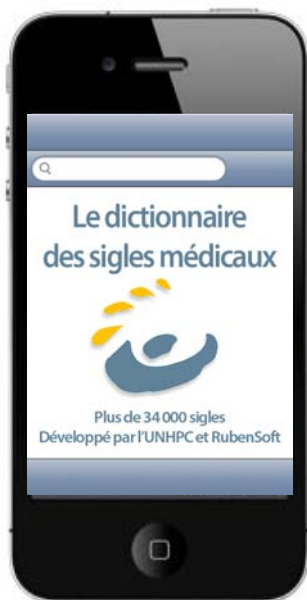 Le dictionnaire
des sigles médicaux
Plus de 34 000 sigles
Développé par l'UNHPC et RubenSoft